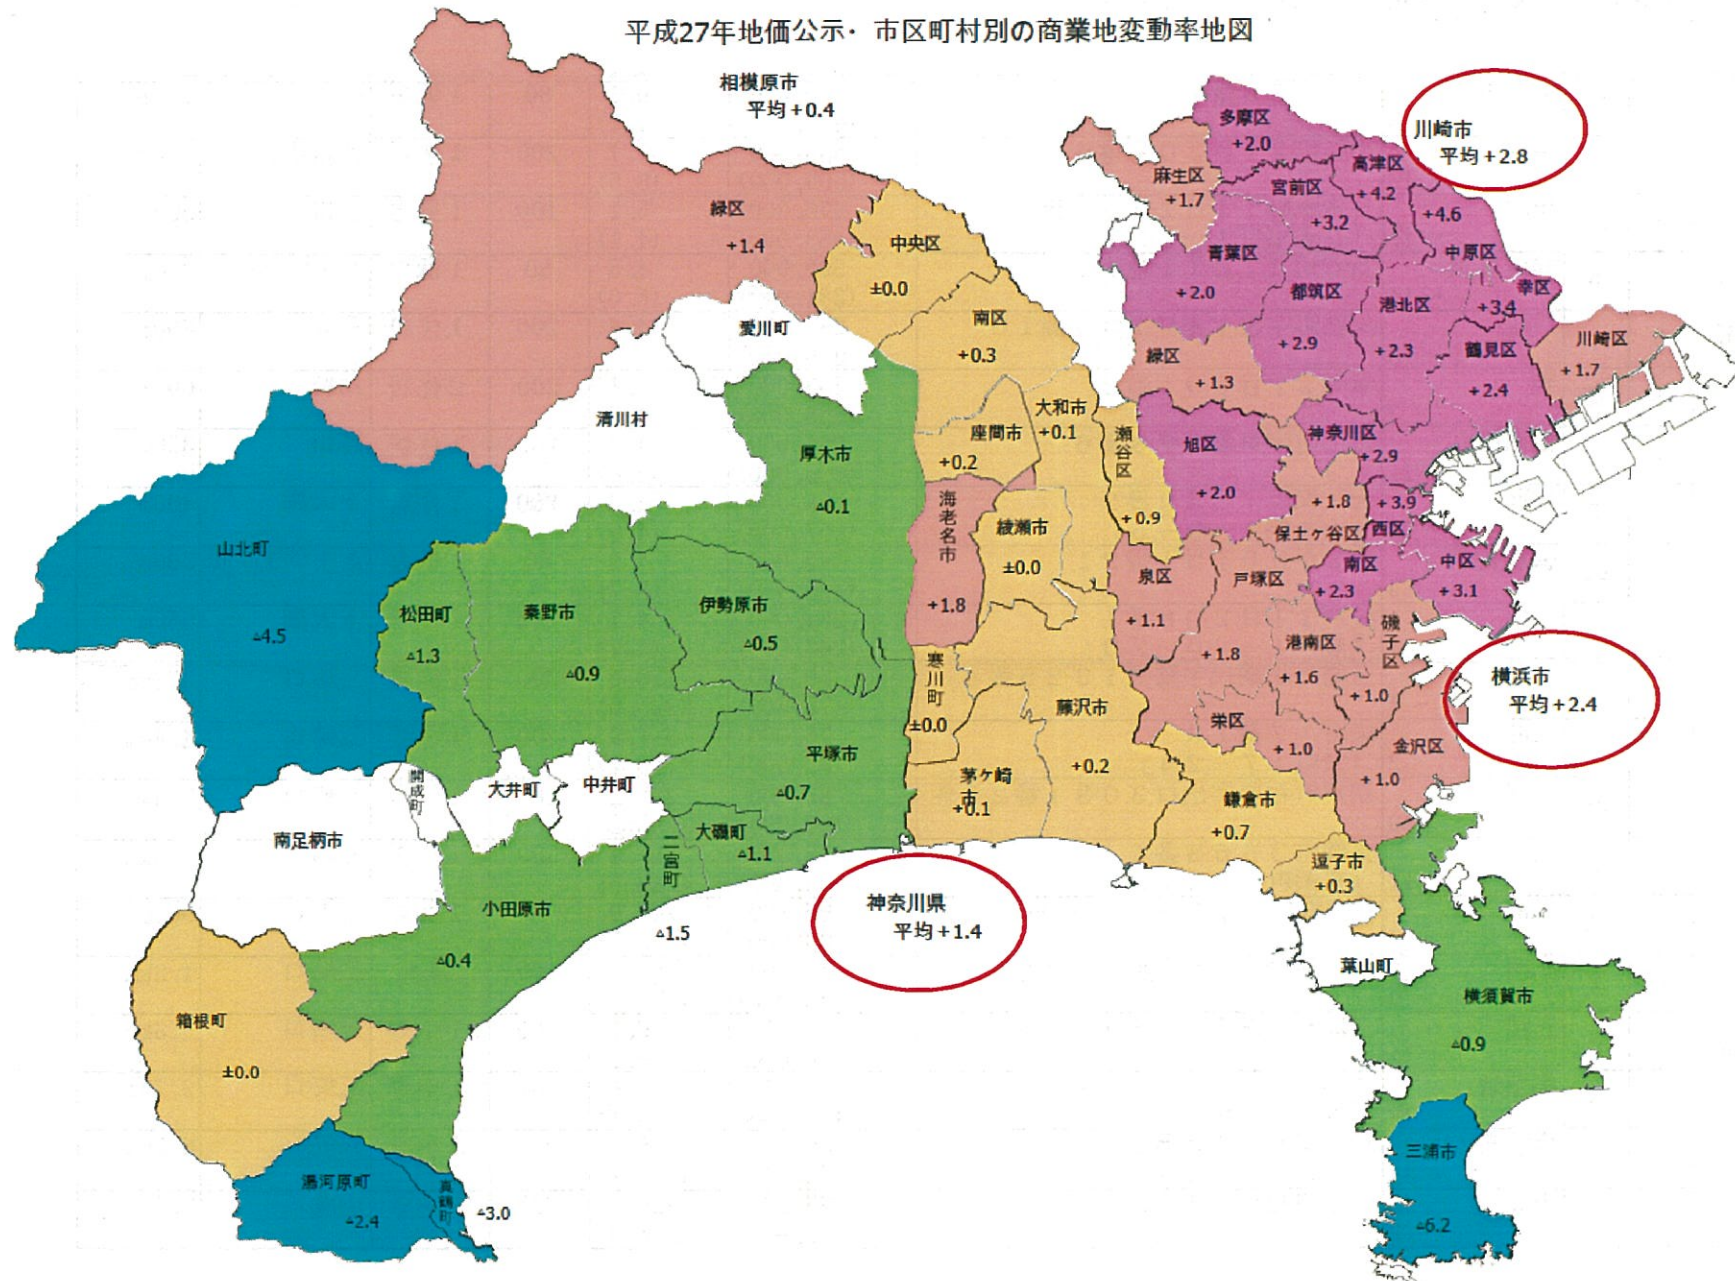 平成27年地価公示・市区町村別の商業地変動率地図
相模原市
平均+0.4
川崎市
平均+2.8
多摩区
+2.0
高津区
+4.2
麻生区
+1.7
宮前区
+3.2
+4.6
中原区
緑区
+1.4
中央区
±0.0
青葉区
+2.0
都筑区
+2.9
港北区
+2.3
幸区
+3.4
愛川町
南区
+0.3
緑区
+1.3
鶴見区
+2.4
川崎区
+1.7
清川村
大和市
+0.1
座間市
+0.2
瀬谷区
+0.9
旭区
+2.0
神奈川区
+2.9
厚木市
△0.1
海老名市
+1.8
綾瀬市
±0.0
+1.8
保土ヶ谷区
+3.9
西区
山北町
△4.5
松田町
△1.3
秦野市
△0.9
伊勢原市
△0.5
泉区
+1.1
戸塚区
+1.8
南区
+2.3
中区
+3.1
港南区
+1.6
磯子区
+1.0
横浜市
平均+2.4
寒川町
±0.0
藤沢市
+0.2
栄区
+1.0
金沢区
+1.0
開成町
大井町
中井町
平塚市
△0.7
茅ケ崎
市
+0.1
鎌倉市
+0.7
南足柄市
二宮町
大磯町
△1.1
逗子市
+0.3
小田原市
△0.4
△1.5
神奈川県
平均+1.4
葉山町
箱根町
±0.0
横須賀市
△0.9
湯河原町
△2.4
真鶴町
△3.0
三浦市
△6.2